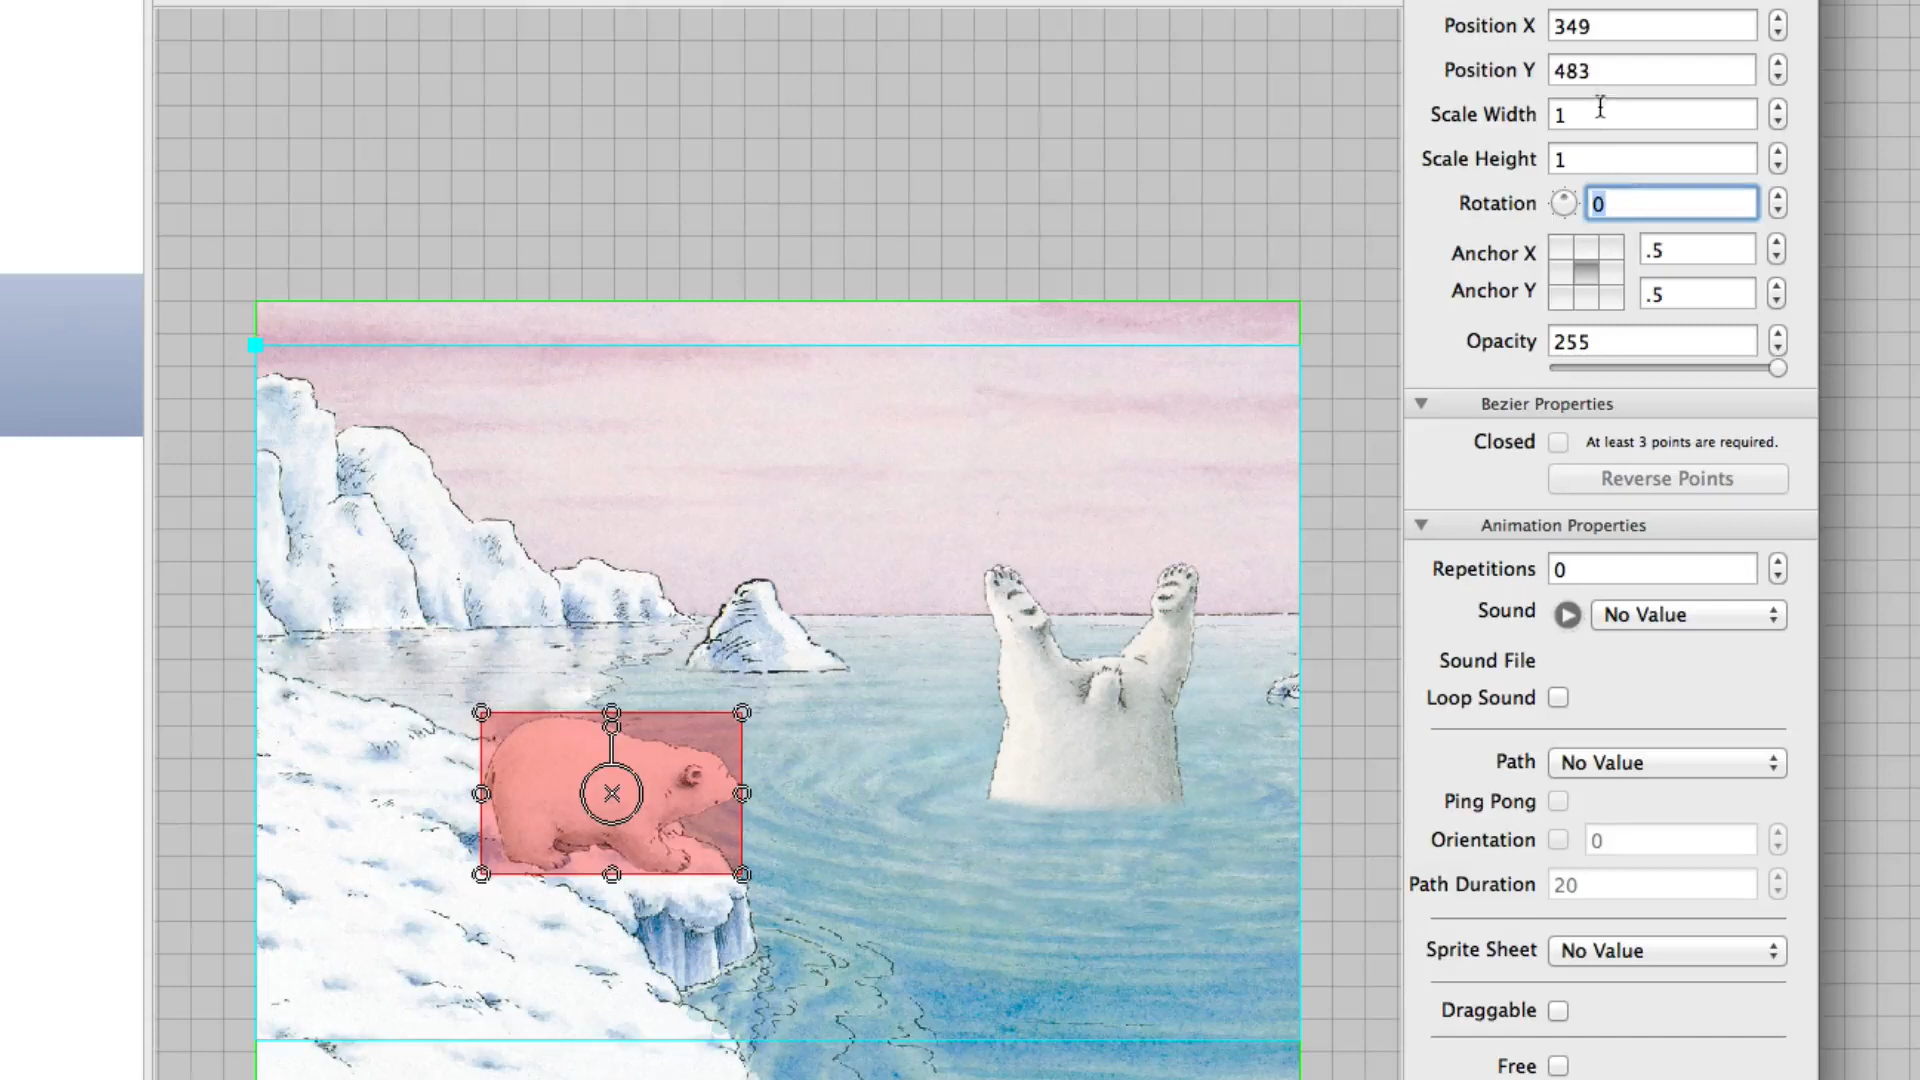 Position X 349
Position Y 483
Scale Width 1
Scale Height 1
Rotation 0
Anchor X .5
Anchor Y .5
Opacity 255
Bezier Properties
Closed At least 3 points are required.
Reverse Points
Animation Properties
Repetitions 0
Sound No Value
Sound File
Loop Sound
Path No Value
Ping Pong
Orientation 0
Path Duration 20
Sprite Sheet No Value
Draggable
Free